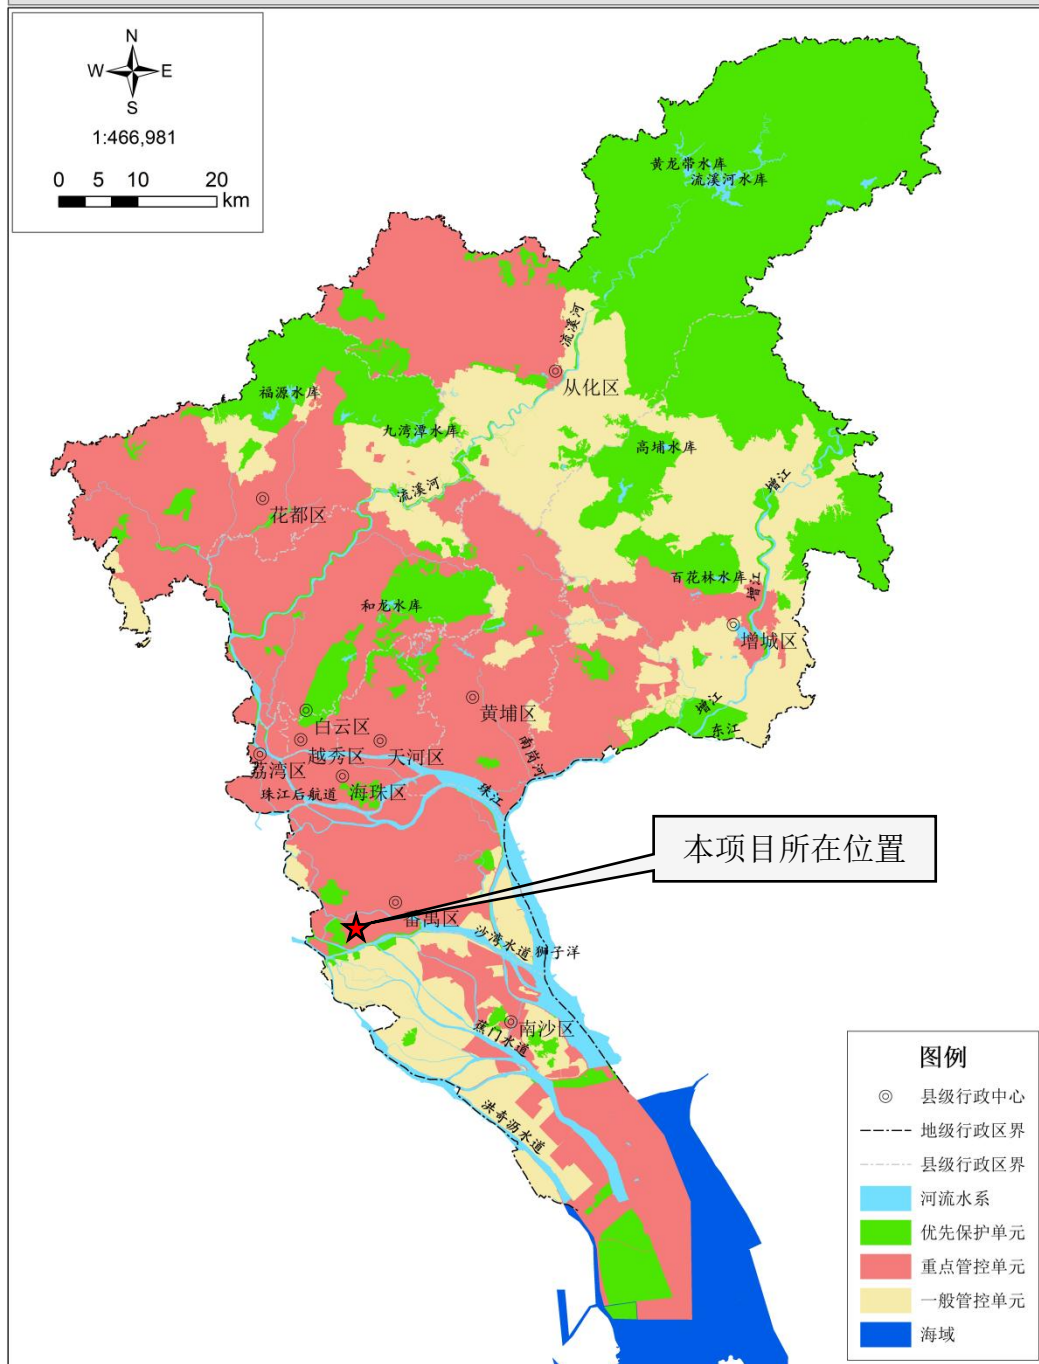 N
W E
S
1:466,981
0 5 10 20
km
黄龙带水库
流溪河水库
流溪河
从化区
福源水库
九湾潭水库
高埔水库
增江
流溪河
花都区
百花林水库
增江
和龙水库
增城区
黄埔区
增江
白云区
东江
越秀区
天河区
南岗河
荔湾区
海珠区
珠江后航道
珠江
本项目所在位置
番禺区
沙湾水道
狮子洋
南沙区
蕉门水道
洪奇沥水道
图例
县级行政中心
地级行政区界
县级行政区界
河流水系
优先保护单元
重点管控单元
一般管控单元
海域